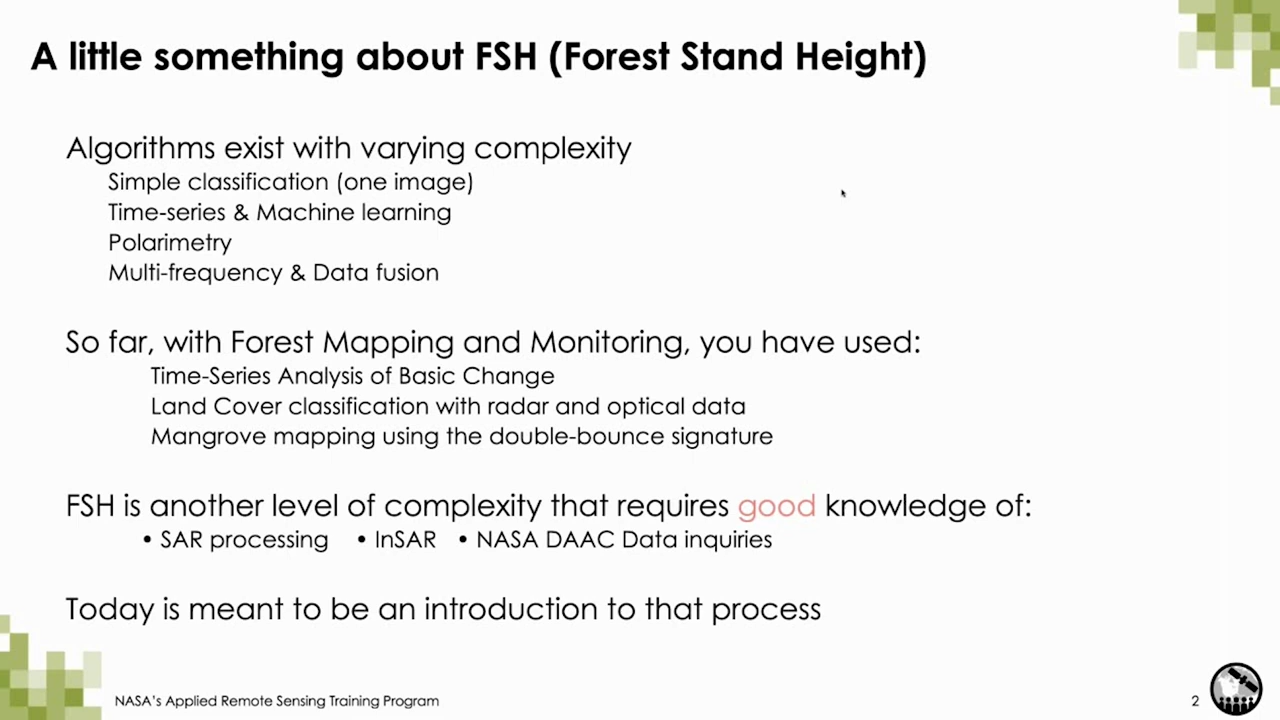 A little something about FSH (Forest Stand Height)
Algorithms exist with varying complexity
Simple classification (one image)
Time-series & Machine learning
Polarimetry
Multi-frequency & Data fusion
So far, with Forest Mapping and Monitoring, you have used:
Time-Series Analysis of Basic Change
Land Cover classification with radar and optical data
Mangrove mapping using the double-bounce signature
FSH is another level of complexity that requires good knowledge of:
• SAR processing • InSAR • NASA DAAC Data inquiries
Today is meant to be an introduction to that process
NASA's Applied Remote Sensing Training Program 2